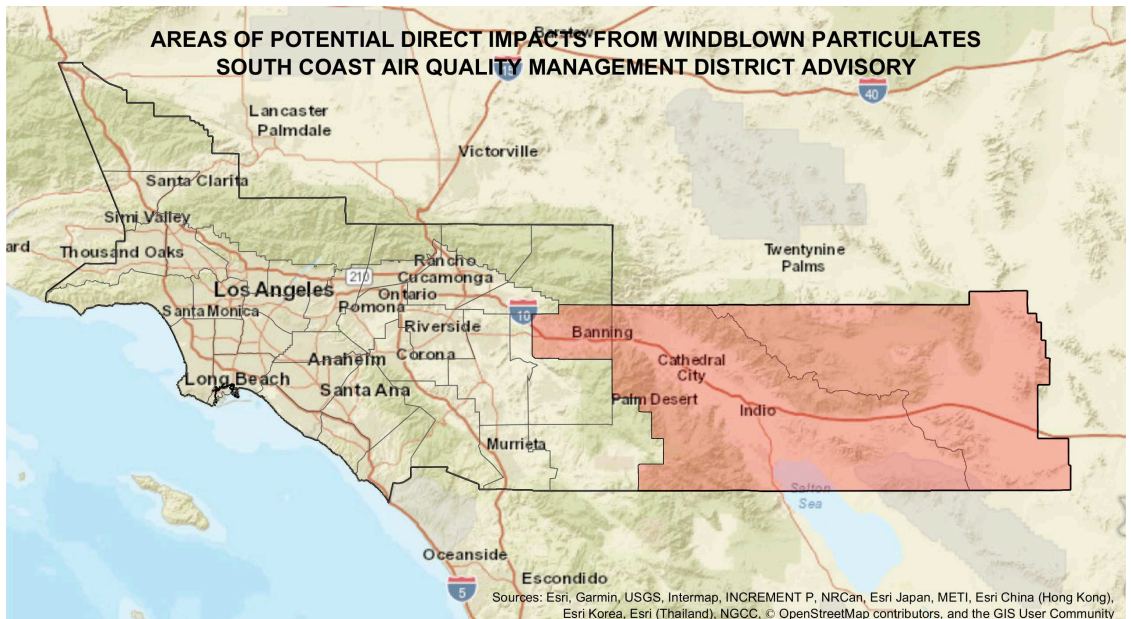 AREAS OF POTENTIAL DIRECT IMPACTS FROM WINDBLOWN PARTICULATES
SOUTH COAST AIR QUALITY MANAGEMENT DISTRICT ADVISORY
Barstow
15
40
Lancaster
Palmdale
Victorville
Santa Clarita
Simi Valley
ard
Thousand Oaks
Twentynine
Palms
Rancho
Cucamonga
210
Los Angeles
Ontario
Pomona
Santa Monica
10
Riverside
Banning
Anaheim
Corona
Cathedral
City
Long Beach
Santa Ana
Palm Desert
Indio
Murrieta
Salton
Sea
Oceanside
Escondido
5
Sources: Esri, Garmin, USGS, Intermap, INCREMENT P, NRCan, Esri Japan, METI, Esri China (Hong Kong),
Esri Korea, Esri (Thailand), NGCC, © OpenStreetMap contributors, and the GIS User Community